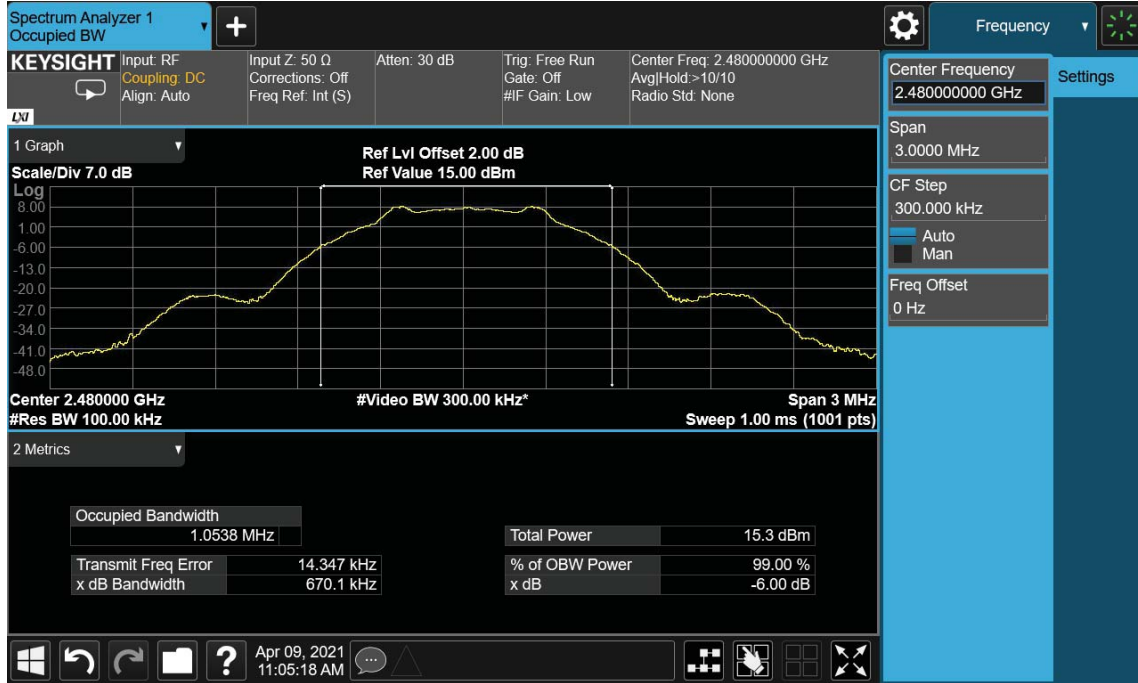 Spectrum Analyzer 1
Occupied BW
+
Frequency
KEYSIGHT
LXI
Input: RF
Coupling: DC
Align: Auto
Input Z: 50 Ω
Corrections: Off
Freq Ref: Int (S)
Atten: 30 dB
Trig: Free Run
Gate: Off
#IF Gain: Low
Center Freq: 2.480000000 GHz
Avg|Hold:>10/10
Radio Std: None
Center Frequency
2.480000000 GHz
Settings
Span
3.0000 MHz
CF Step
300.000 kHz
Auto
Man
Freq Offset
0 Hz
1 Graph
Scale/Div 7.0 dB
Ref Lvl Offset 2.00 dB
Ref Value 15.00 dBm
Log
8.00
1.00
-6.00
-13.0
-20.0
-27.0
-34.0
-41.0
-48.0
Center 2.480000 GHz
#Video BW 300.00 kHz*
Span 3 MHz
#Res BW 100.00 kHz
Sweep 1.00 ms (1001 pts)
2 Metrics
Occupied Bandwidth
1.0538 MHz
Total Power 15.3 dBm
Transmit Freq Error 14.347 kHz
% of OBW Power 99.00 %
x dB Bandwidth 670.1 kHz
x dB -6.00 dB
?
Apr 09, 2021
11:05:18 AM